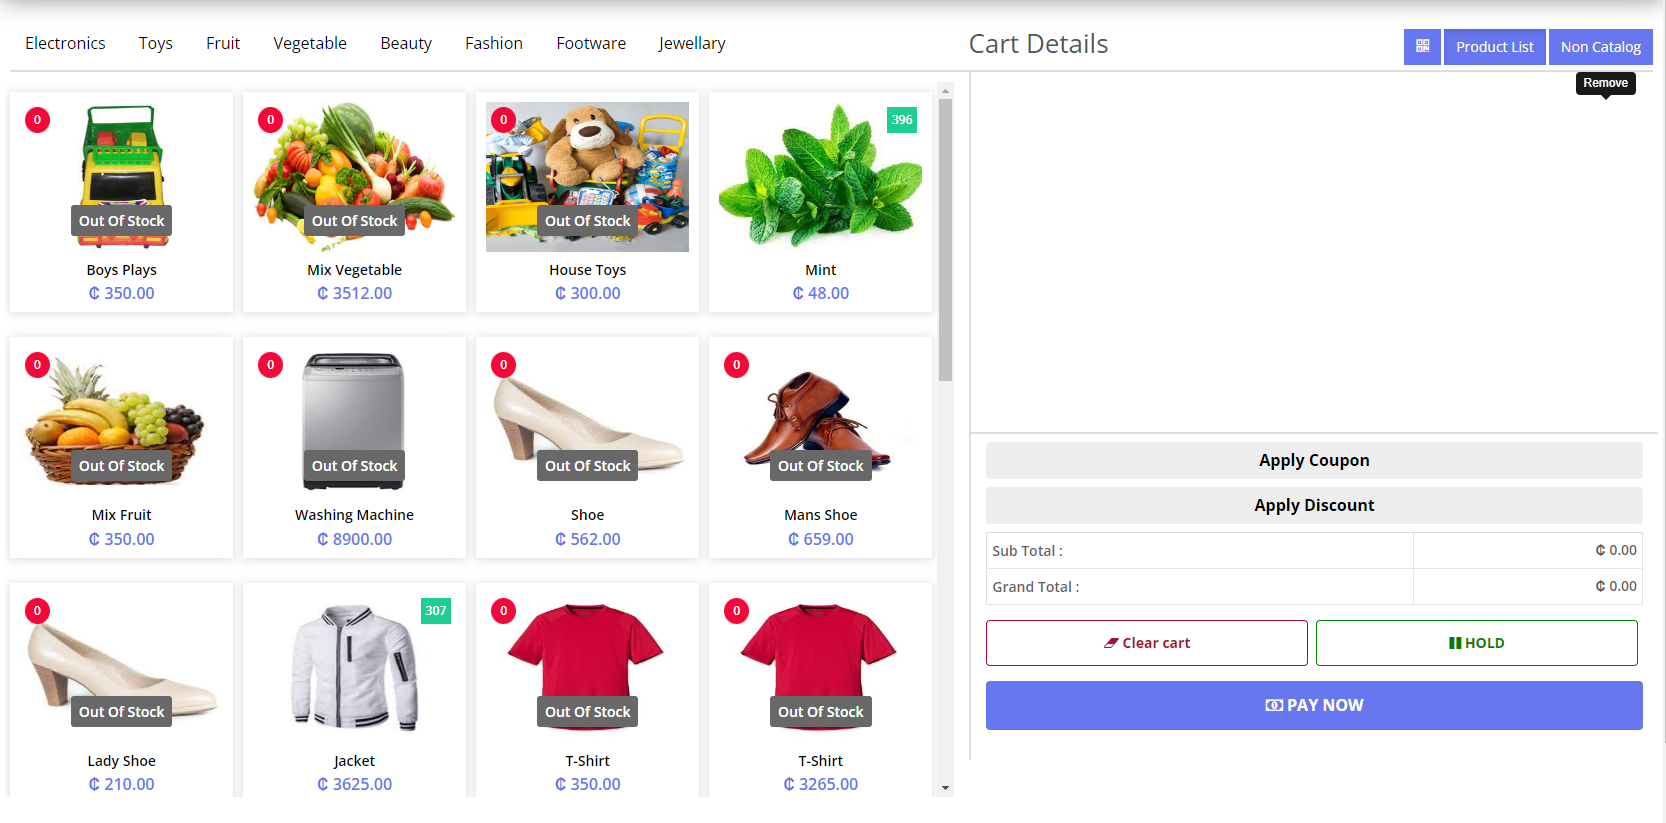 Electronics Toys Fruit Vegetable Beauty Fashion Footware Jewellary
Cart Details
Product List
Non Catalog
Remove
0
Out Of Stock
Boys Plays
₵ 350.00
0
Out Of Stock
Mix Vegetable
₵ 3512.00
0
Out Of Stock
House Toys
₵ 300.00
396
Mint
₵ 48.00
0
Out Of Stock
Mix Fruit
₵ 350.00
0
Out Of Stock
Washing Machine
₵ 8900.00
0
Out Of Stock
Shoe
₵ 562.00
0
Out Of Stock
Mans Shoe
₵ 659.00
0
Out Of Stock
Lady Shoe
₵ 210.00
307
Jacket
₵ 3625.00
0
Out Of Stock
T-Shirt
₵ 350.00
0
Out Of Stock
T-Shirt
₵ 3265.00
Apply Coupon
Apply Discount
Sub Total : ₵ 0.00
Grand Total : ₵ 0.00
Clear cart
HOLD
PAY NOW